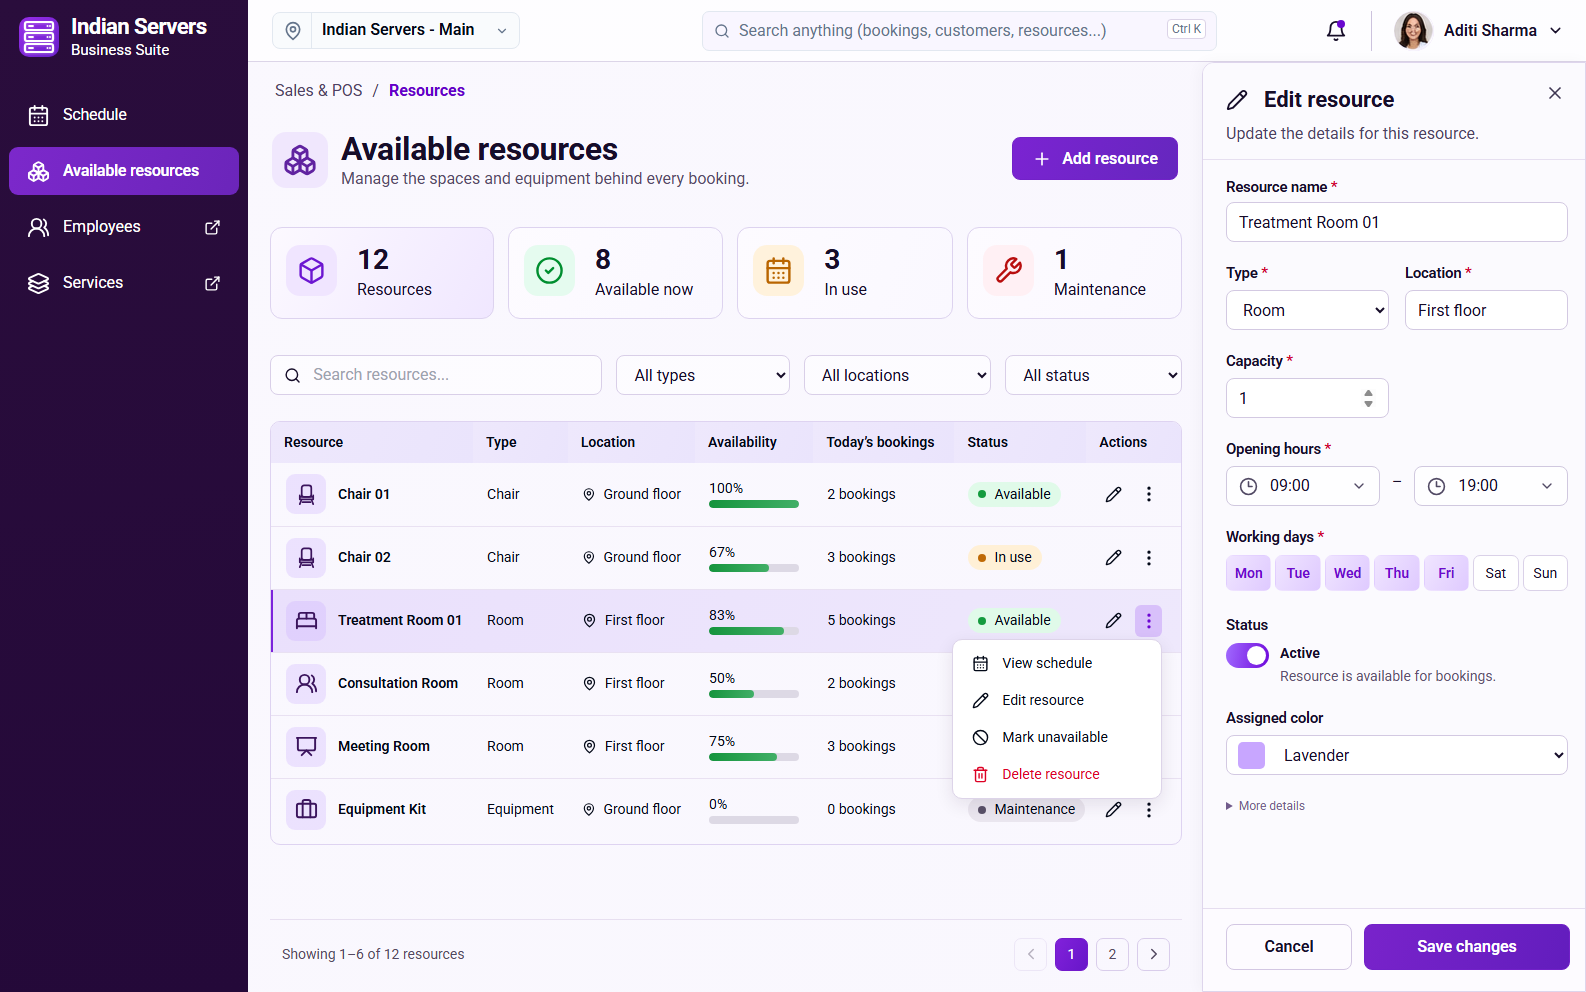 Indian Servers
Business Suite
Schedule
Available resources
Employees
Services
Indian Servers - Main
Search anything (bookings, customers, resources...)
Ctrl K
Aditi Sharma
Sales & POS / Resources
Available resources
Manage the spaces and equipment behind every booking.
Add resource
12
Resources
8
Available now
3
In use
1
Maintenance
Search resources...
All types
All locations
All status
Resource Type Location Availability Today's bookings Status Actions
Chair 01 Chair Ground floor 100% 2 bookings Available
Chair 02 Chair Ground floor 67% 3 bookings In use
Treatment Room 01 Room First floor 83% 5 bookings Available
Consultation Room Room First floor 50% 2 bookings
Meeting Room Room First floor 75% 3 bookings
Equipment Kit Equipment Ground floor 0% 0 bookings Maintenance
View schedule
Edit resource
Mark unavailable
Delete resource
Showing 1–6 of 12 resources
1
2
Edit resource
Update the details for this resource.
Resource name *
Treatment Room 01
Type * Location *
Room First floor
Capacity *
1
Opening hours *
09:00 – 19:00
Working days *
Mon Tue Wed Thu Fri Sat Sun
Status
Active
Resource is available for bookings.
Assigned color
Lavender
More details
Cancel
Save changes